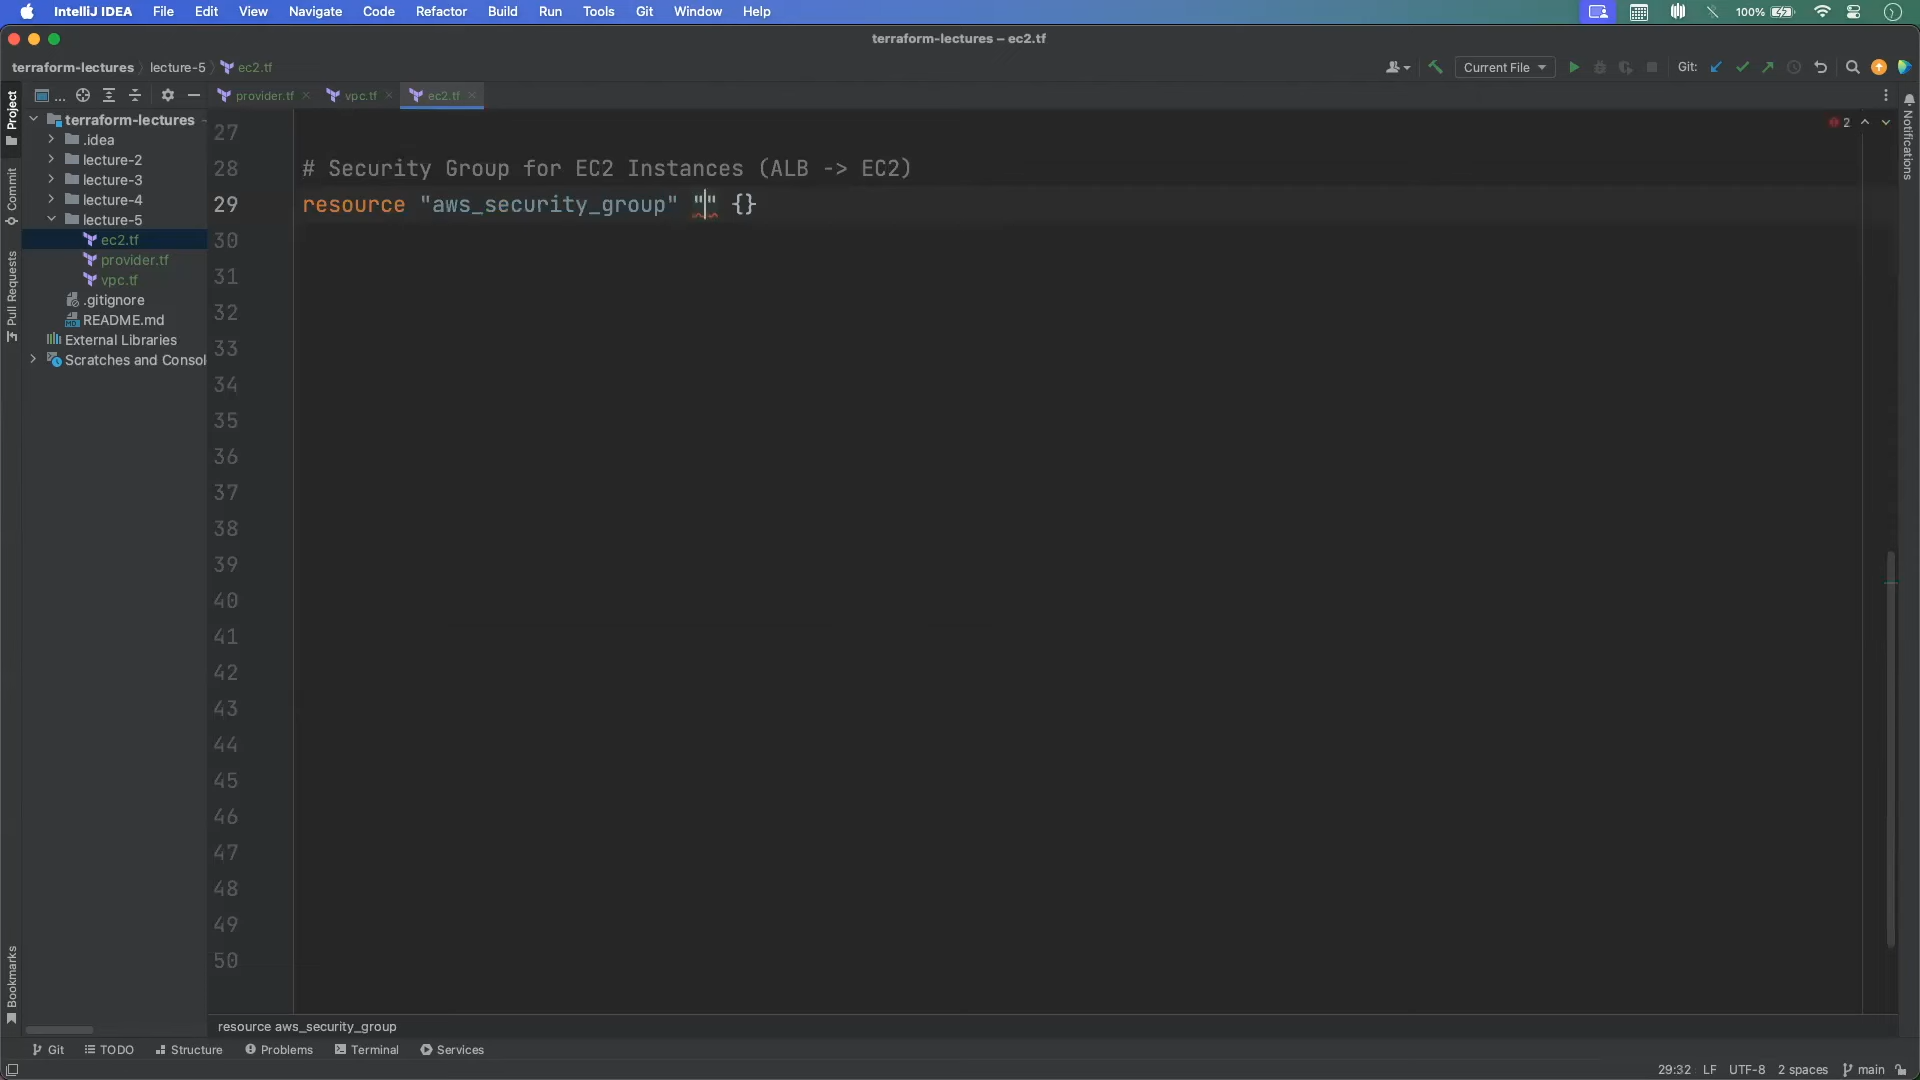 IntelliJ IDEA File Edit View Navigate Code Refactor Build Run Tools Git Window Help 100%
terraform-lectures – ec2.tf
terraform-lectures lecture-5 ec2.tf Current File Git:
... provider.tf vpc.tf ec2.tf
Project
Commit
Pull Requests
Bookmarks
Notifications
terraform-lectures
.idea
lecture-2
lecture-3
lecture-4
lecture-5
ec2.tf
provider.tf
vpc.tf
.gitignore
README.md
External Libraries
Scratches and Consol
2
27
28 # Security Group for EC2 Instances (ALB -> EC2)
29 resource "aws_security_group" "" {}
30
31
32
33
34
35
36
37
38
39
40
41
42
43
44
45
46
47
48
49
50
resource aws_security_group
Git TODO Structure Problems Terminal Services
29:32 LF UTF-8 2 spaces main